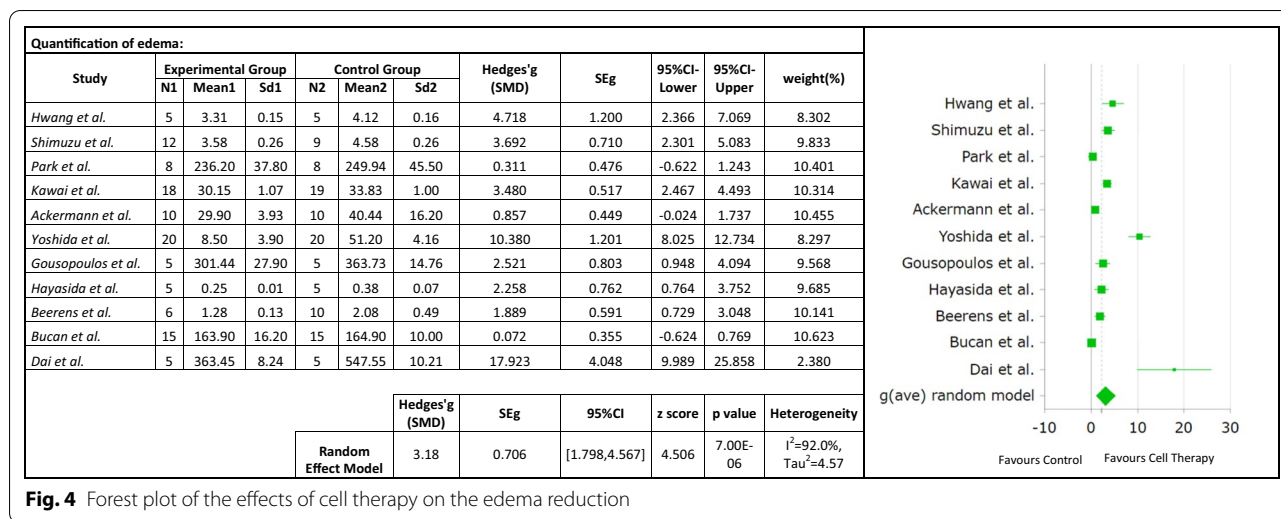 Quantification of edema:
Study Experimental Group Control Group Hedges'g (SMD) SEg 95%CI-Lower 95%CI-Upper weight(%)
N1 Mean1 Sd1 N2 Mean2 Sd2
Hwang et al. 5 3.31 0.15 5 4.12 0.16 4.718 1.200 2.366 7.069 8.302
Shimuzu et al. 12 3.58 0.26 9 4.58 0.26 3.692 0.710 2.301 5.083 9.833
Park et al. 8 236.20 37.80 8 249.94 45.50 0.311 0.476 -0.622 1.243 10.401
Kawai et al. 18 30.15 1.07 19 33.83 1.00 3.480 0.517 2.467 4.493 10.314
Ackermann et al. 10 29.90 3.93 10 40.44 16.20 0.857 0.449 -0.024 1.737 10.455
Yoshida et al. 20 8.50 3.90 20 51.20 4.16 10.380 1.201 8.025 12.734 8.297
Gousopoulos et al. 5 301.44 27.90 5 363.73 14.76 2.521 0.803 0.948 4.094 9.568
Hayasida et al. 5 0.25 0.01 5 0.38 0.07 2.258 0.762 0.764 3.752 9.685
Beerens et al. 6 1.28 0.13 10 2.08 0.49 1.889 0.591 0.729 3.048 10.141
Bucan et al. 15 163.90 16.20 15 164.90 10.00 0.072 0.355 -0.624 0.769 10.623
Dai et al. 5 363.45 8.24 5 547.55 10.21 17.923 4.048 9.989 25.858 2.380
Hedges'g (SMD) SEg 95%CI z score p value Heterogeneity
Random Effect Model 3.18 0.706 [1.798,4.567] 4.506 7.00E-06 I²=92.0%, Tau²=4.57
Hwang et al.
Shimuzu et al.
Park et al.
Kawai et al.
Ackermann et al.
Yoshida et al.
Gousopoulos et al.
Hayasida et al.
Beerens et al.
Bucan et al.
Dai et al.
g(ave) random model
-10 0 10 20 30
Favours Control Favours Cell Therapy
Fig. 4 Forest plot of the effects of cell therapy on the edema reduction